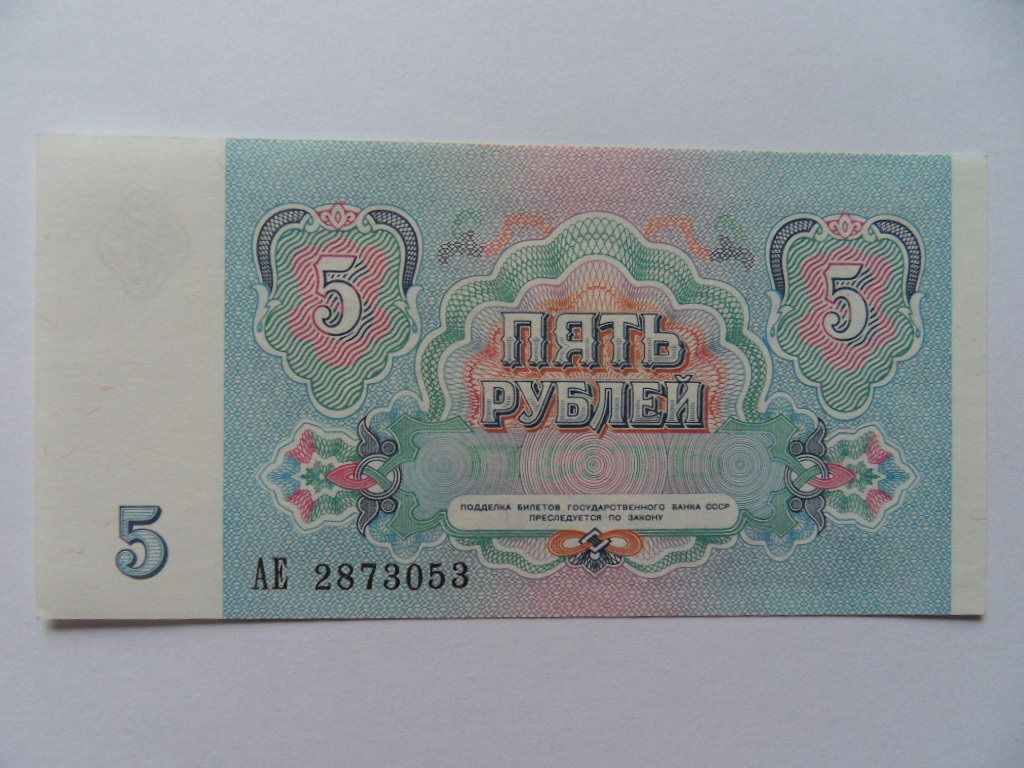 5
5
ПЯТЬ
РУБЛЕЙ
ПОДДЕЛКА БИЛЕТОВ ГОСУДАРСТВЕННОГО БАНКА СССР
ПРЕСЛЕДУЕТСЯ ПО ЗАКОНУ
5
АЕ 2873053